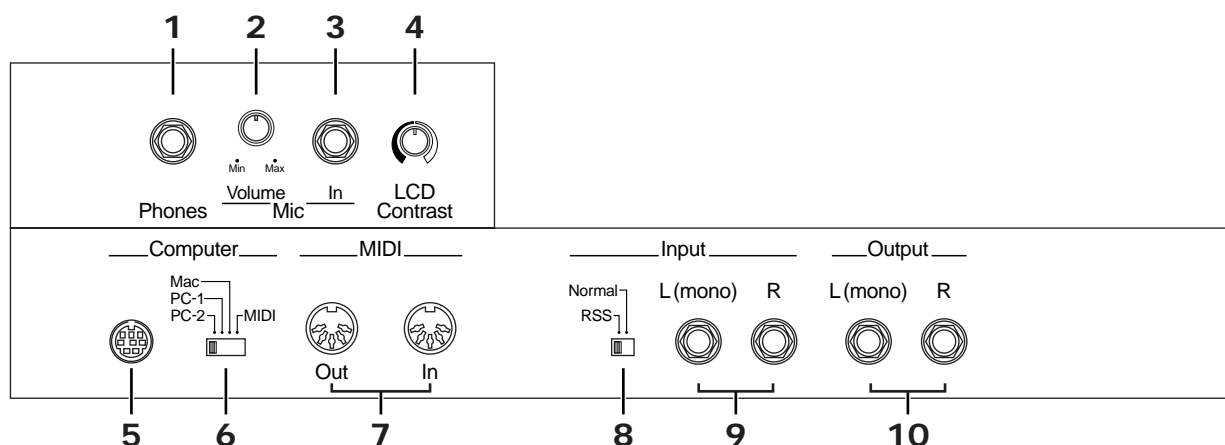 1 2 3 4
Min Max
Volume In LCD
Phones Mic Contrast
Computer MIDI Input Output
Mac
PC-1
PC-2 MIDI
Normal L (mono) R L (mono) R
RSS
Out In
5 6 7 8 9 10